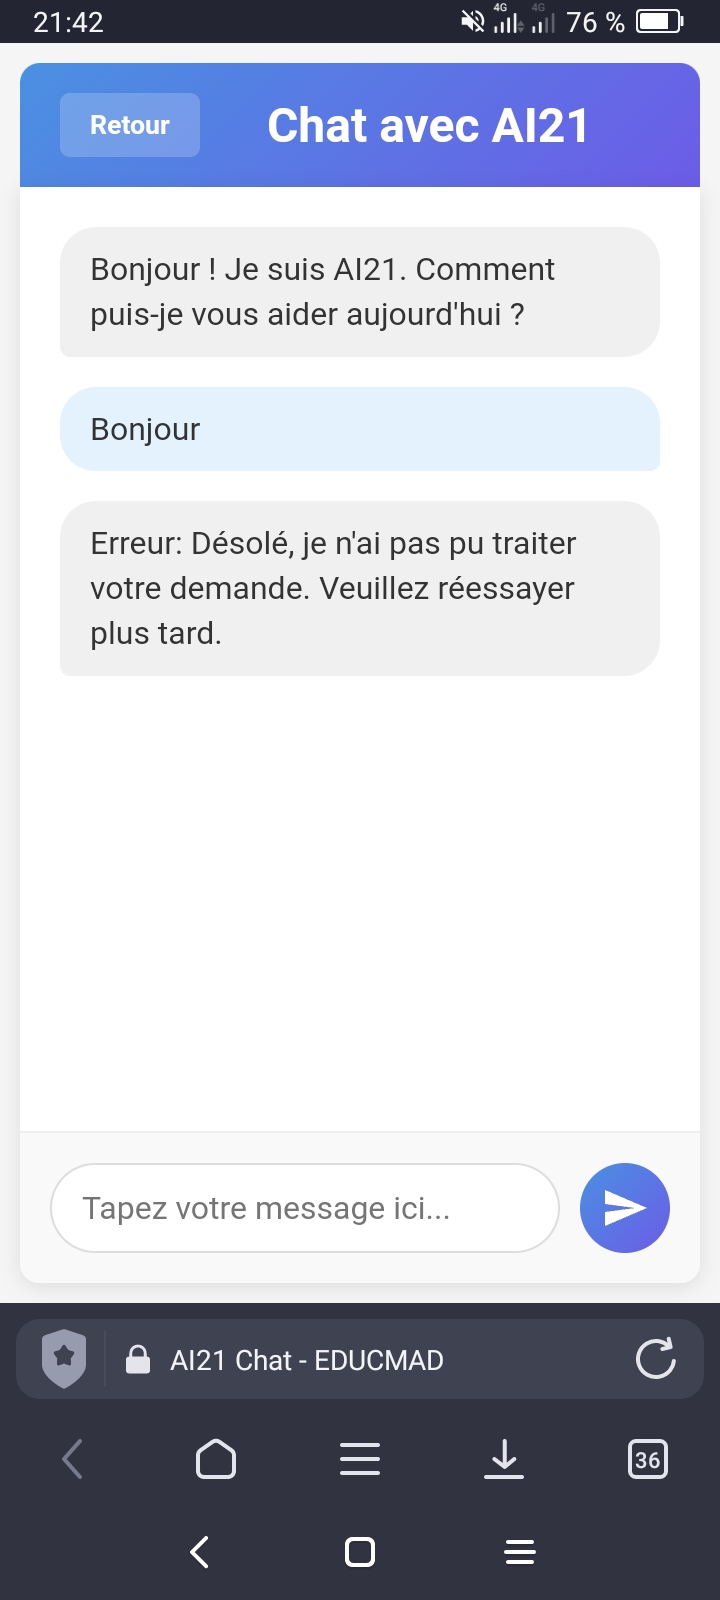 21:42
4G 4G 76 %
Retour
Chat avec AI21
Bonjour ! Je suis AI21. Comment
puis-je vous aider aujourd'hui ?
Bonjour
Erreur: Désolé, je n'ai pas pu traiter
votre demande. Veuillez réessayer
plus tard.
Tapez votre message ici...
AI21 Chat - EDUCMAD
36